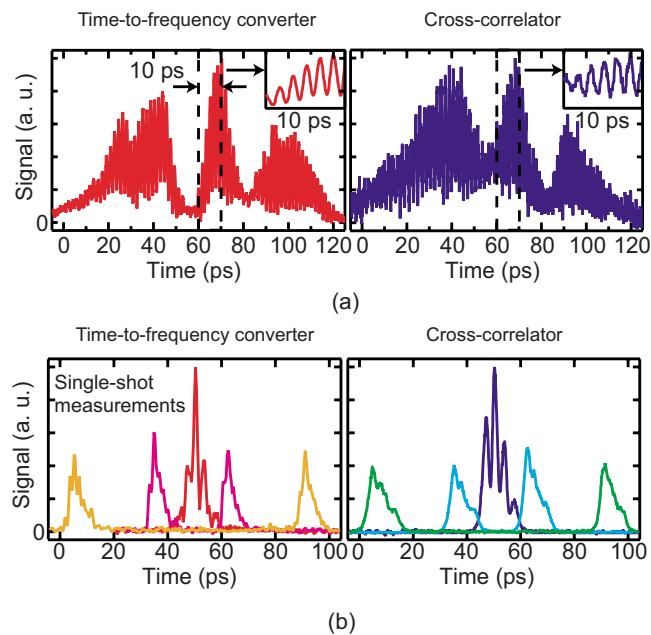 Time-to-frequency converter
Cross-correlator
Signal (a. u.)
0
10 ps
10 ps
10 ps
0 20 40 60 80 100 120
0 20 40 60 80 100 120
Time (ps)
Time (ps)
(a)
Time-to-frequency converter
Cross-correlator
Signal (a. u.)
0
Single-shot
measurements
0 20 40 60 80 100
0 20 40 60 80 100
Time (ps)
Time (ps)
(b)